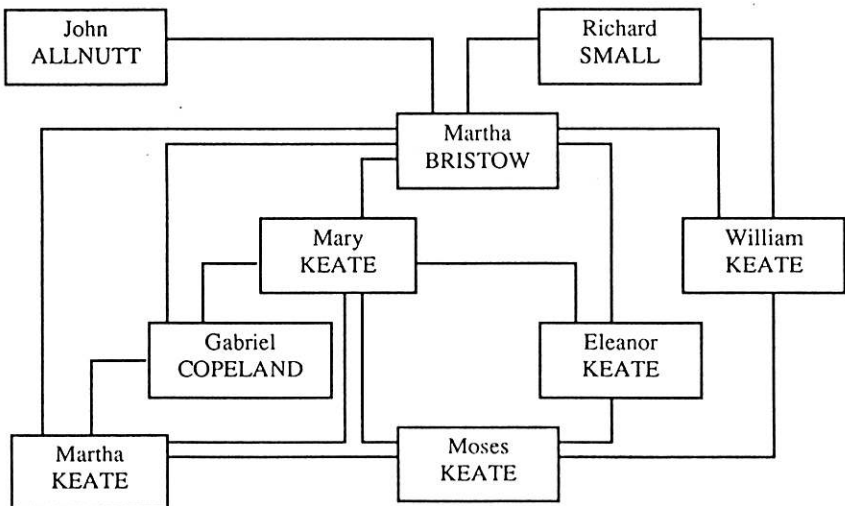 John
ALLNUTT
Richard
SMALL
Martha
BRISTOW
Mary
KEATE
William
KEATE
Gabriel
COPELAND
Eleanor
KEATE
Martha
KEATE
Moses
KEATE